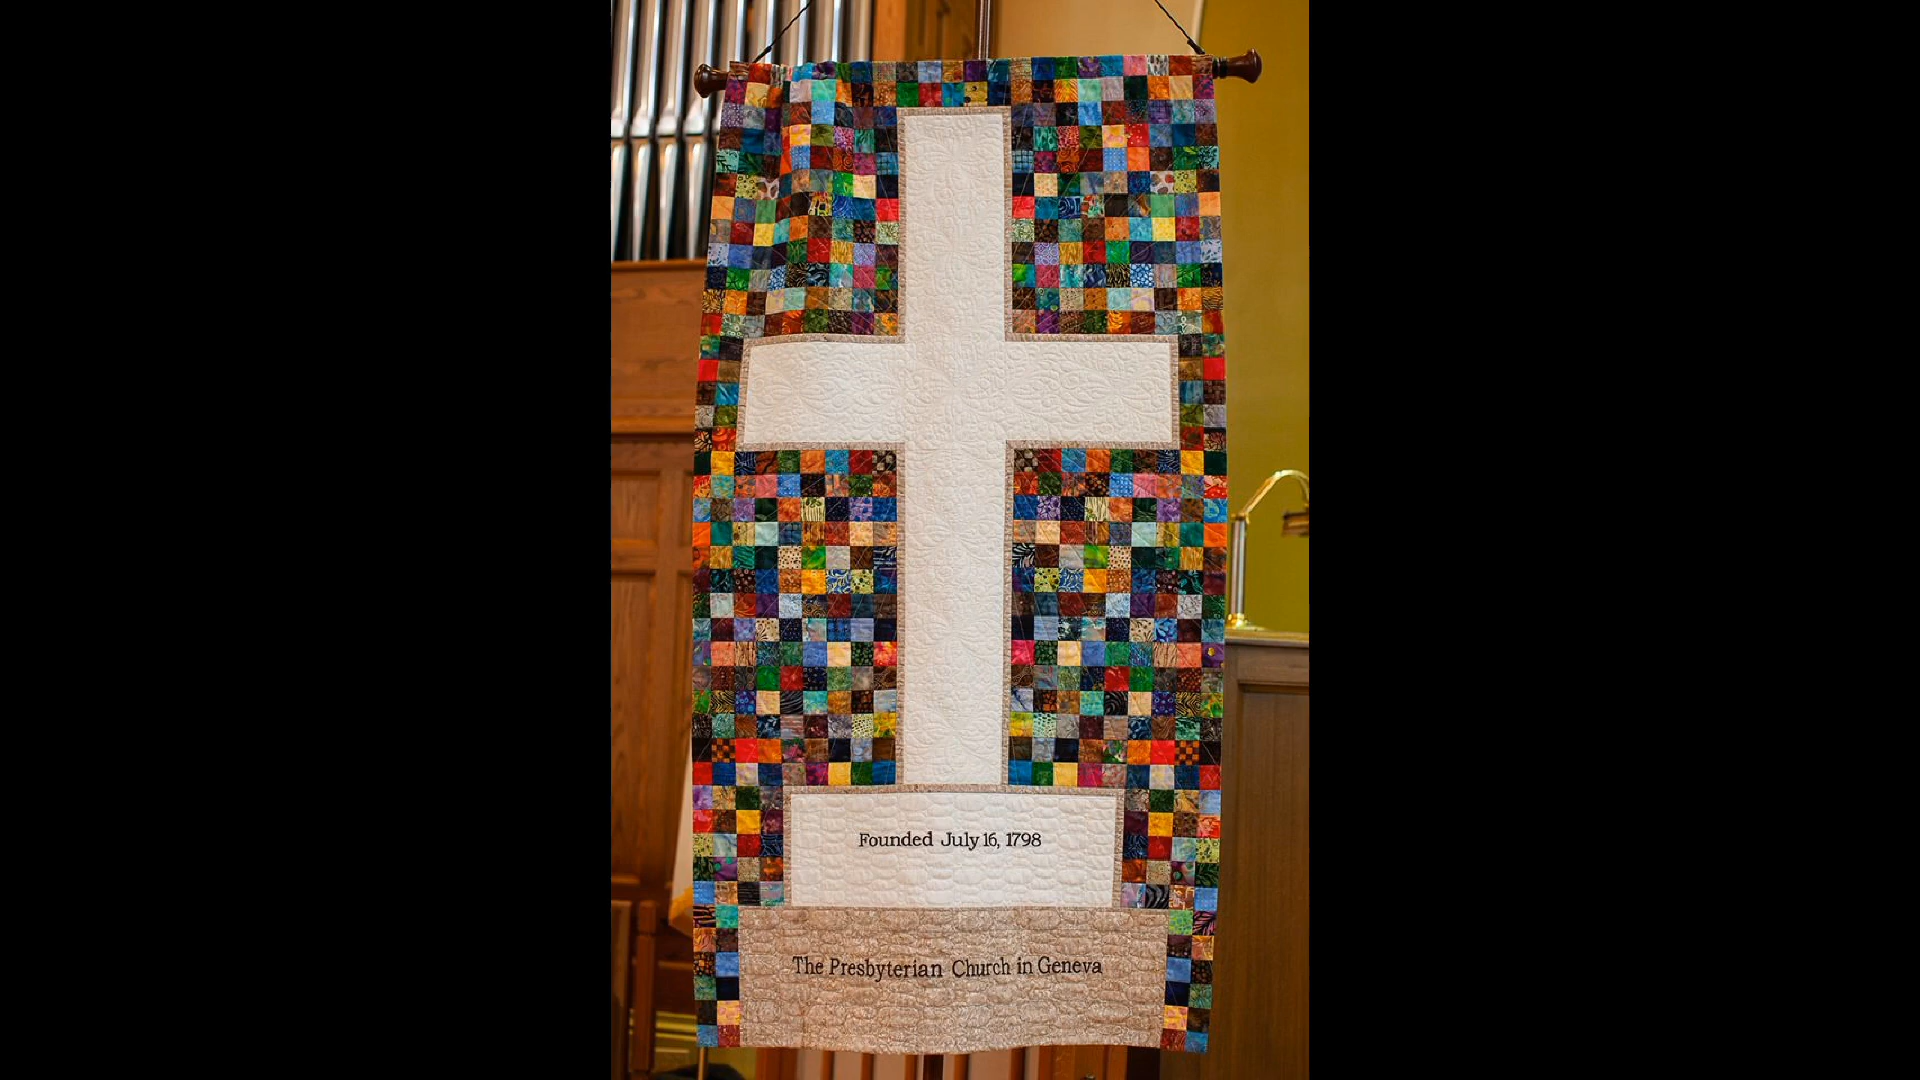 Founded July 16, 1798
The Presbyterian Church in Geneva